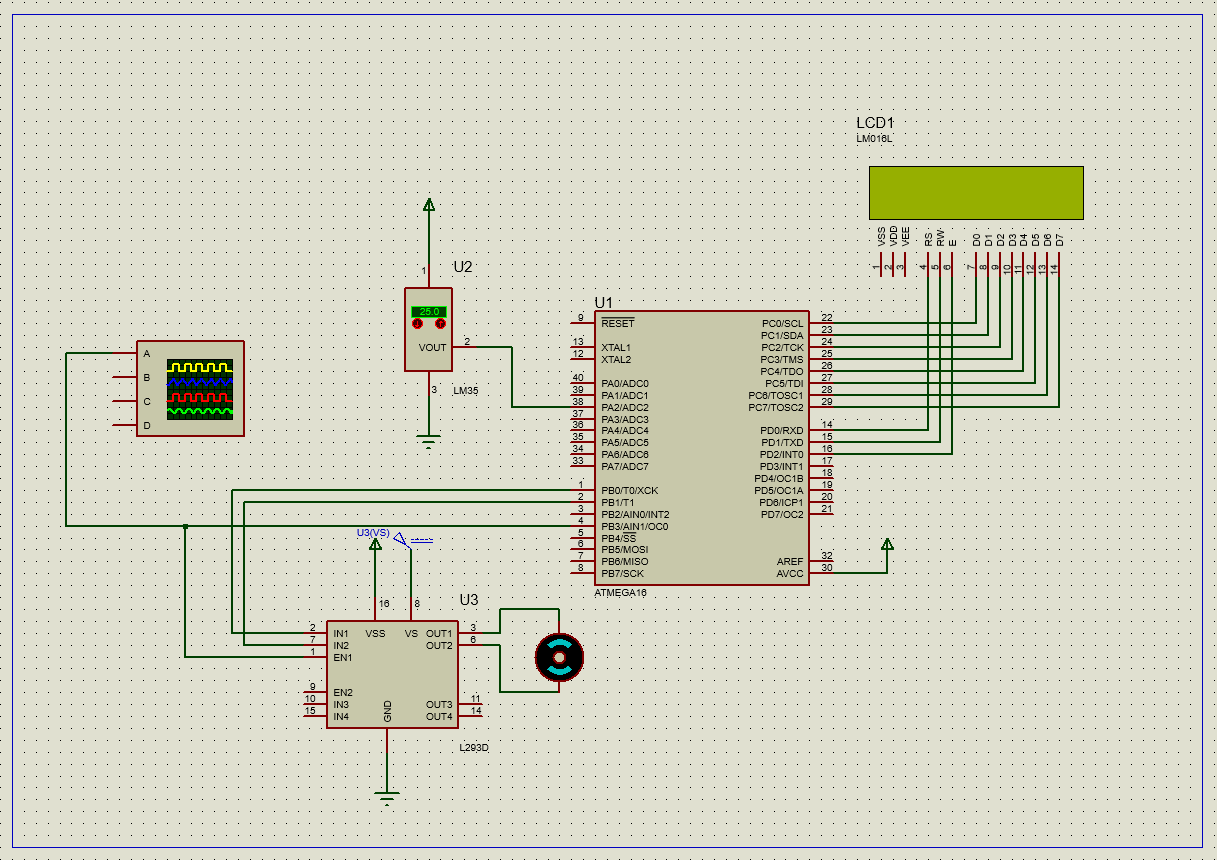 LCD1
LM016L
VSS
VDD
VEE
RS
RW
E
D0
D1
D2
D3
D4
D5
D6
D7
1
2
3
4
5
6
7
8
9
10
11
12
13
14
U2
1
25.0
VOUT
2
3
LM35
A
B
C
D
U1
9 RESET
13 XTAL1
12 XTAL2
40 PA0/ADC0
39 PA1/ADC1
38 PA2/ADC2
37 PA3/ADC3
36 PA4/ADC4
35 PA5/ADC5
34 PA6/ADC6
33 PA7/ADC7
1 PB0/T0/XCK
2 PB1/T1
3 PB2/AIN0/INT2
4 PB3/AIN1/OC0
5 PB4/SS
6 PB5/MOSI
7 PB6/MISO
8 PB7/SCK
PC0/SCL 22
PC1/SDA 23
PC2/TCK 24
PC3/TMS 25
PC4/TDO 26
PC5/TDI 27
PC6/TOSC1 28
PC7/TOSC2 29
PD0/RXD 14
PD1/TXD 15
PD2/INT0 16
PD3/INT1 17
PD4/OC1B 18
PD5/OC1A 19
PD6/ICP1 20
PD7/OC2 21
AREF 32
AVCC 30
ATMEGA16
U3(VS)
U3
16
8
2 IN1
7 IN2
1 EN1
9 EN2
10 IN3
15 IN4
VSS
VS
OUT1 3
OUT2 6
OUT3 11
OUT4 14
GND
L293D